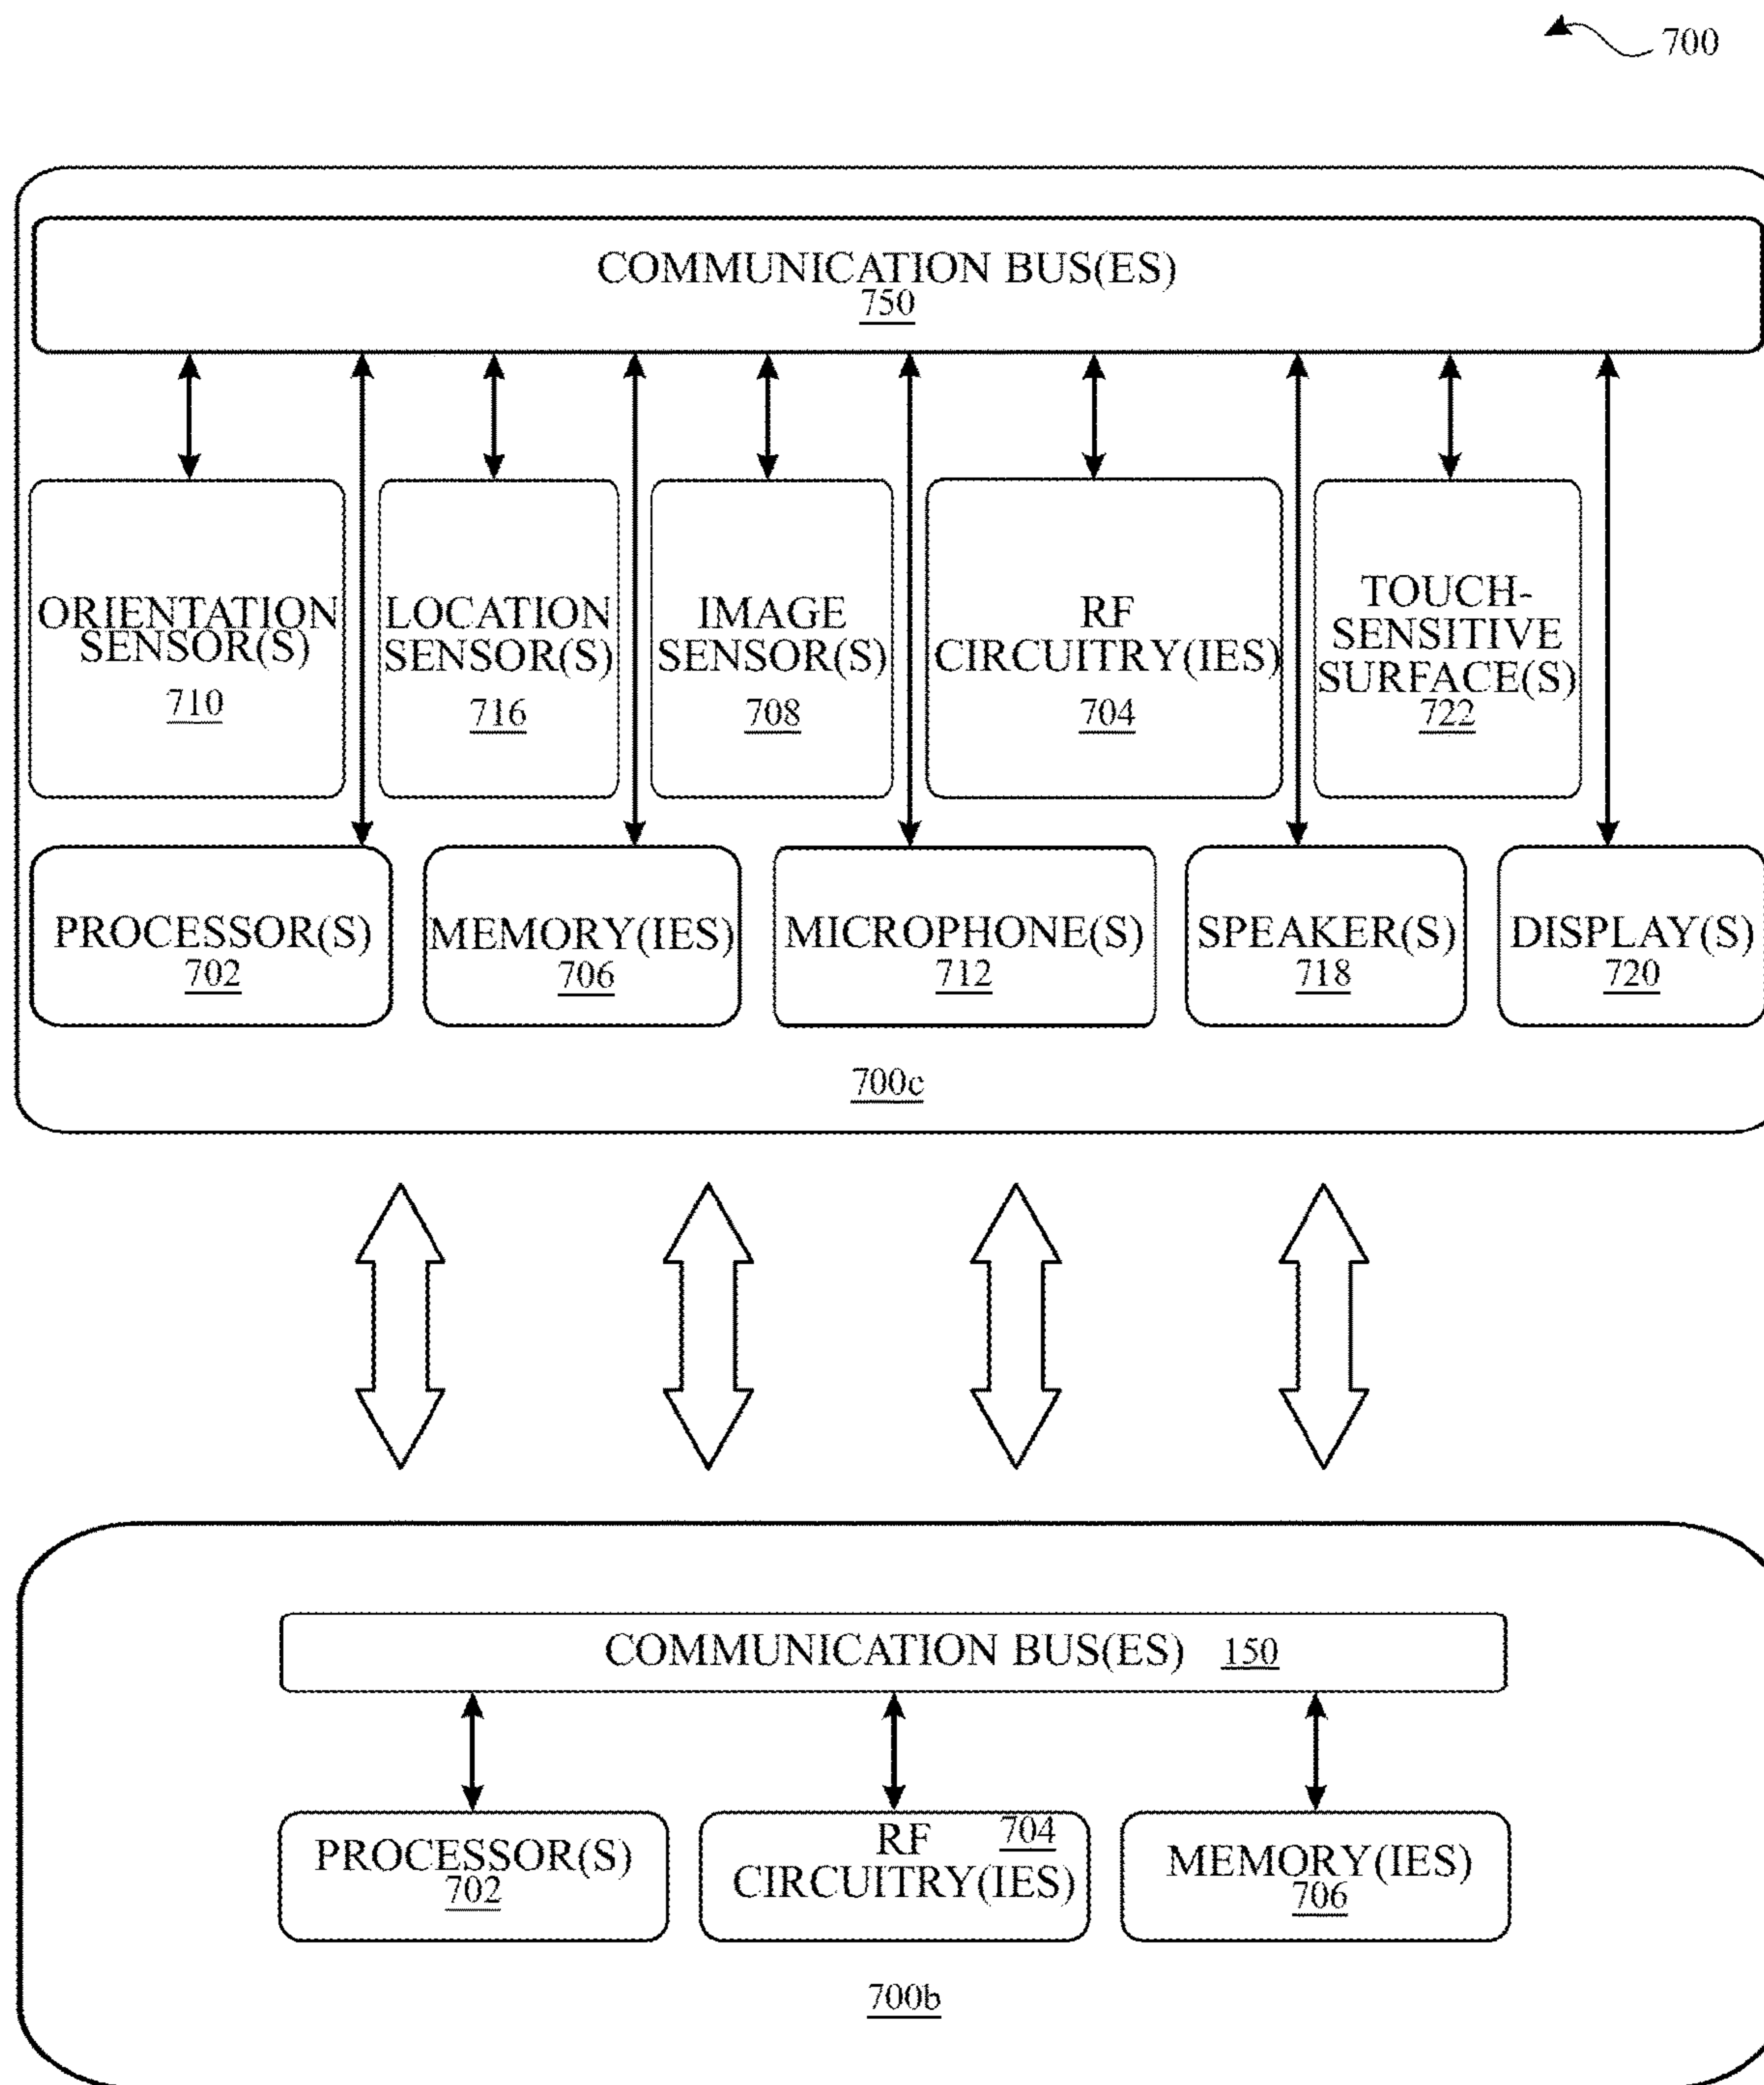 700
COMMUNICATION BUS(ES)
750
ORIENTATION
SENSOR(S)
710
LOCATION
SENSOR(S)
716
IMAGE
SENSOR(S)
708
RF
CIRCUITRY(IES)
704
TOUCH-
SENSITIVE
SURFACE(S)
722
PROCESSOR(S)
702
MEMORY(IES)
706
MICROPHONE(S)
712
SPEAKER(S)
718
DISPLAY(S)
720
700c
COMMUNICATION BUS(ES) 150
PROCESSOR(S)
702
RF 704
CIRCUITRY(IES)
MEMORY(IES)
706
700b